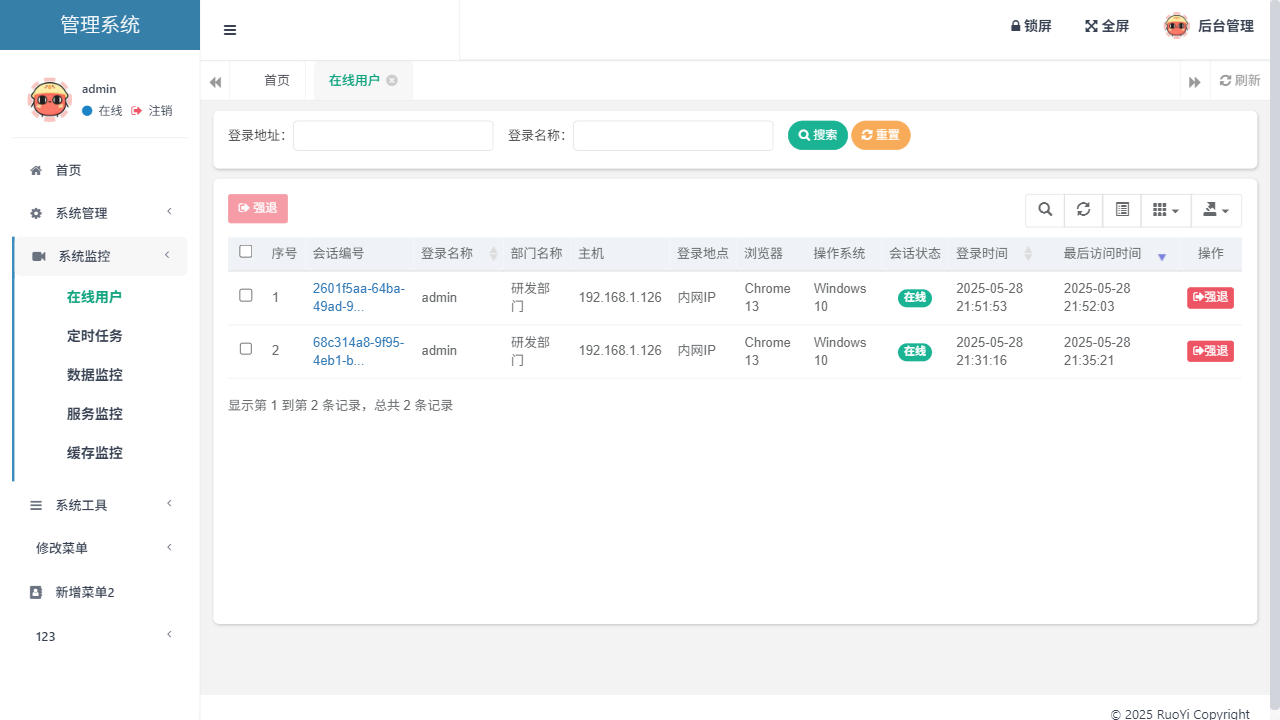 管理系统
锁屏 全屏 后台管理
首页 在线用户 刷新
admin
在线 注销
首页
系统管理
系统监控
在线用户
定时任务
数据监控
服务监控
缓存监控
系统工具
修改菜单
新增菜单2
123
登录地址： 登录名称： 搜索 重置
强退
序号 会话编号 登录名称 部门名称 主机 登录地点 浏览器 操作系统 会话状态 登录时间 最后访问时间 操作
1 2601f5aa-64ba-49ad-9... admin 研发部门 192.168.1.126 内网IP Chrome 13 Windows 10 在线 2025-05-28 21:51:53 2025-05-28 21:52:03 强退
2 68c314a8-9f95-4eb1-b... admin 研发部门 192.168.1.126 内网IP Chrome 13 Windows 10 在线 2025-05-28 21:31:16 2025-05-28 21:35:21 强退
显示第 1 到第 2 条记录，总共 2 条记录
© 2025 RuoYi Copyright